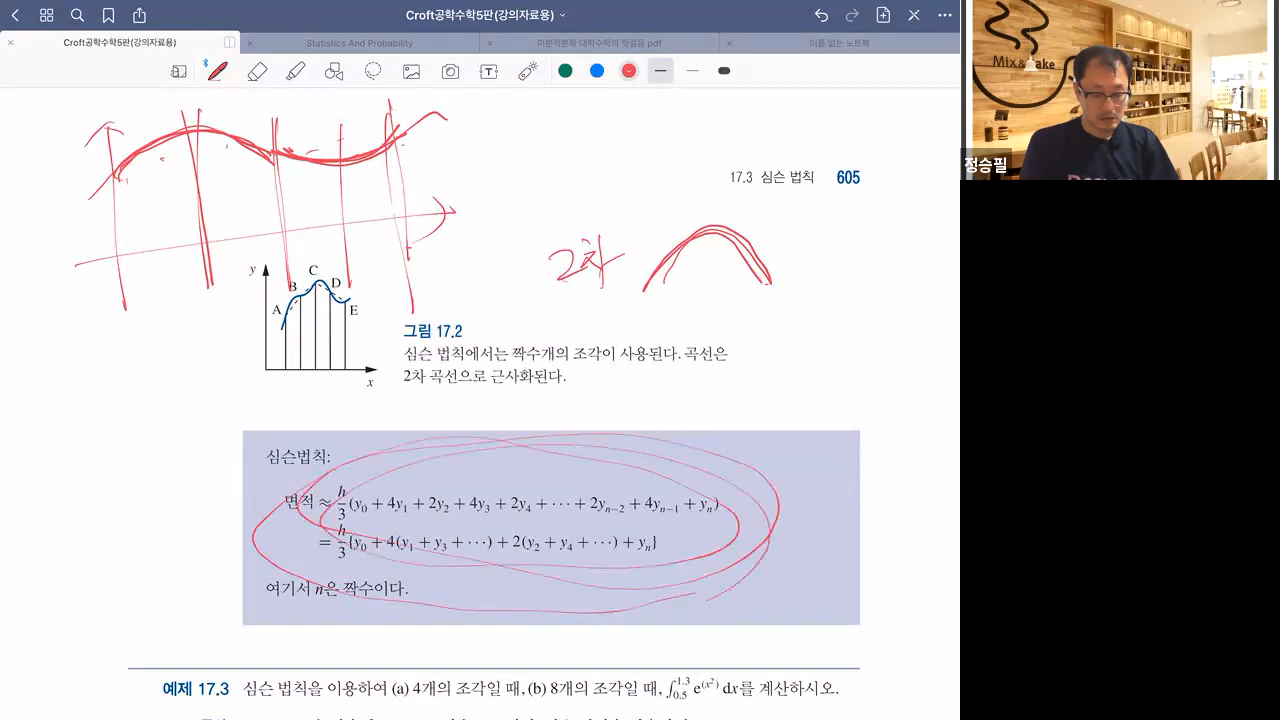 Croft공학수학5판(강의자료용)
Croft공학수학5판(강의자료용)
Statistics And Probability
미분적분학 대학수학의 첫걸음 pdf
이름 없는 노트북
정승필
17.3 심슨 법칙 605
2차
y
A
B
C
D
E
x
그림 17.2
심슨 법칙에서는 짝수개의 조각이 사용된다. 곡선은
2차 곡선으로 근사화된다.
심슨법칙:
면적 ≈ h/3 (y₀ + 4y₁ + 2y₂ + 4y₃ + 2y₄ + ⋯ + 2yₙ₋₂ + 4yₙ₋₁ + yₙ)
= h/3 {y₀ + 4(y₁ + y₃ + ⋯) + 2(y₂ + y₄ + ⋯) + yₙ}
여기서 n은 짝수이다.
예제 17.3 심슨 법칙을 이용하여 (a) 4개의 조각일 때, (b) 8개의 조각일 때, ∫₀.₅¹·³ e^(x²) dx를 계산하시오.